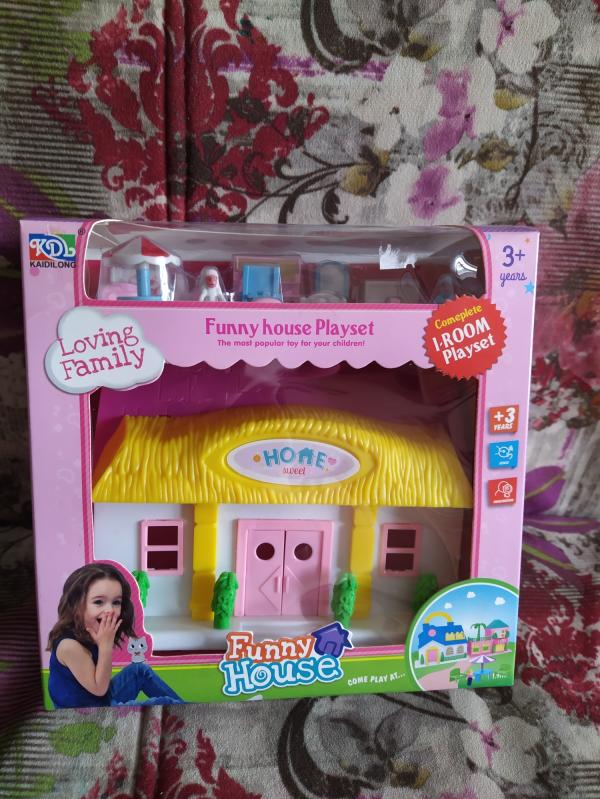 KDL
KAIDILONG
®
3+
years
Loving
Family
Funny house Playset
The most popular toy for your children!
Comeplete
1-ROOM
Playset
+3
YEARS
HOME
sweet
Funny
House
COME PLAY AT...